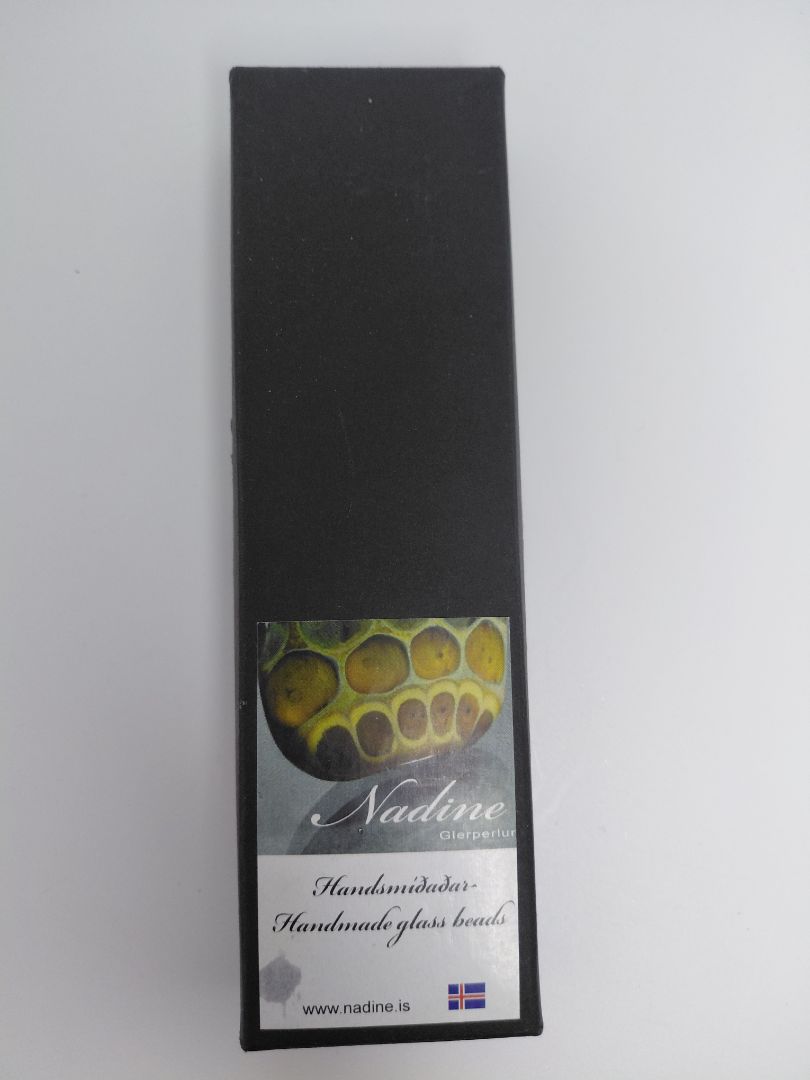 Nadine
Glerperlur
Handsmíðaðar-
Handmade glass beads
www.nadine.is